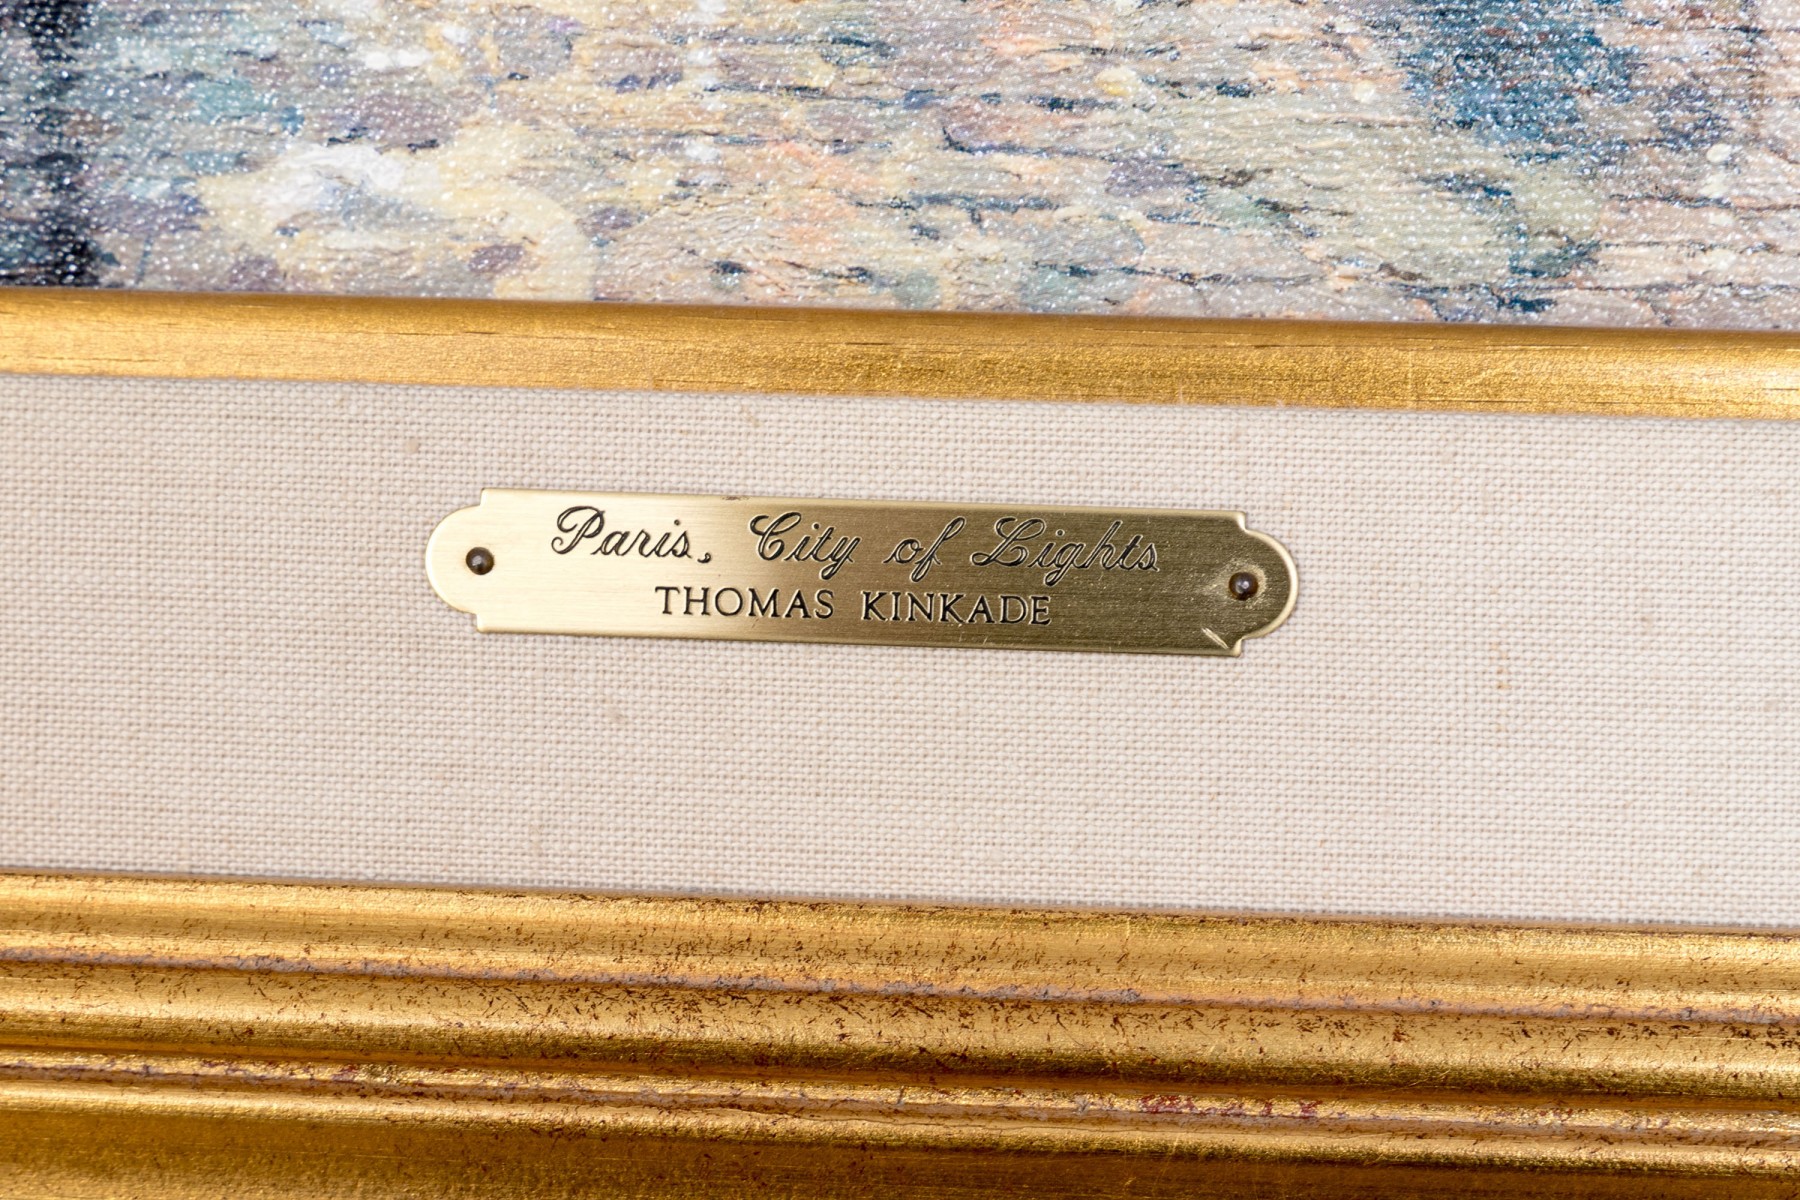 Paris, City of Lights
THOMAS KINKADE